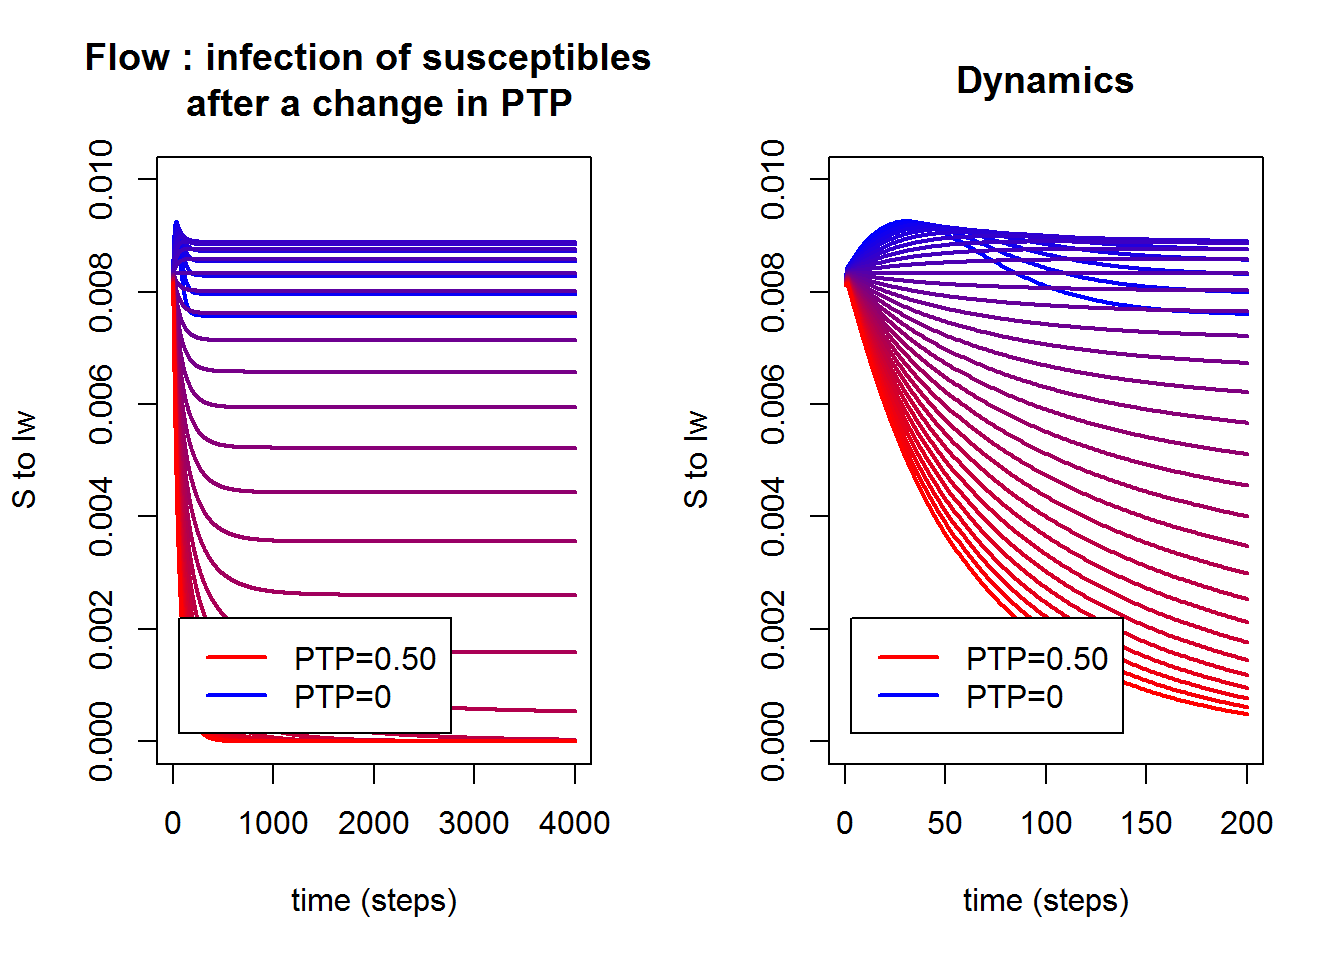 Flow : infection of susceptibles
after a change in PTP
S to Iw
0.000 0.002 0.004 0.006 0.008 0.010
PTP=0.50
PTP=0
0 1000 2000 3000 4000
time (steps)
Dynamics
S to Iw
0.000 0.002 0.004 0.006 0.008 0.010
PTP=0.50
PTP=0
0 50 100 150 200
time (steps)